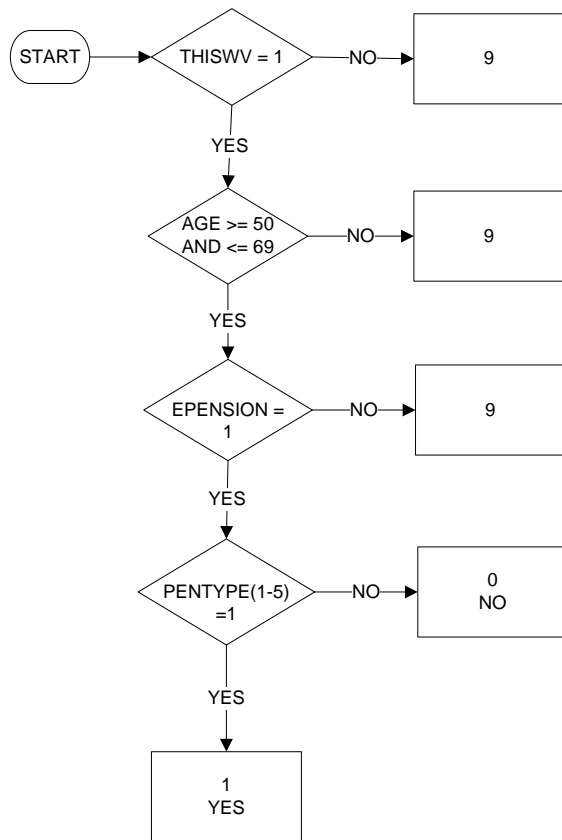 START
THISWV = 1
NO
9
YES
AGE >= 50
AND <= 69
NO
9
YES
EPENSION =
1
NO
9
YES
PENTYPE(1-5)
=1
NO
0
NO
YES
1
YES